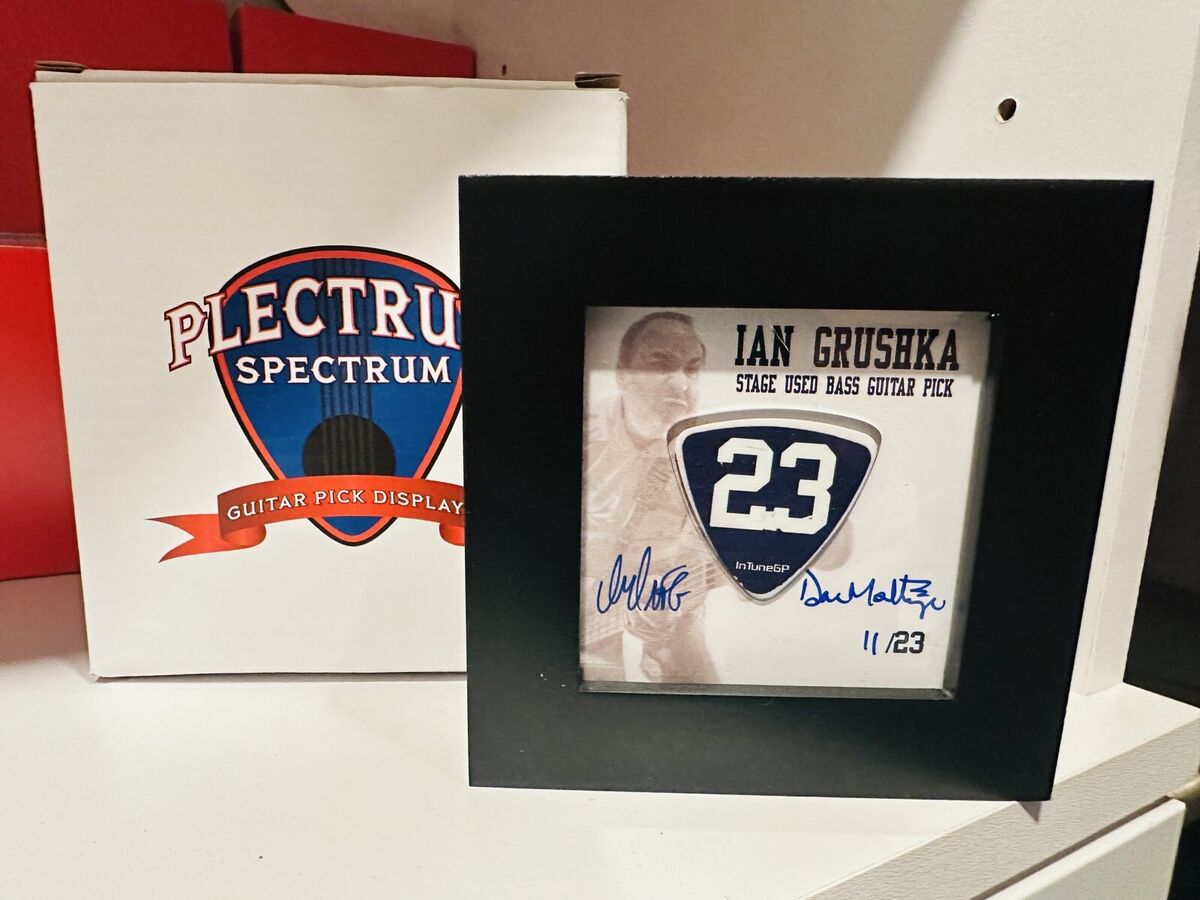 PLECTRU
SPECTRUM
GUITAR PICK DISPLAY
IAN GRUSHKA
STAGE USED BASS GUITAR PICK
23
InTuneGP
11/23